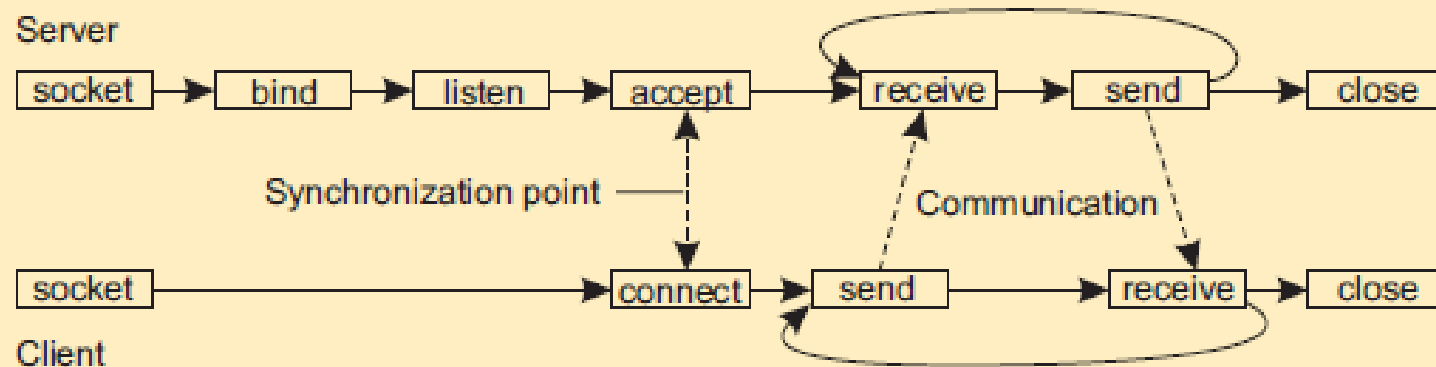 Server
socket bind listen accept receive send close
Synchronization point
Communication
socket connect send receive close
Client